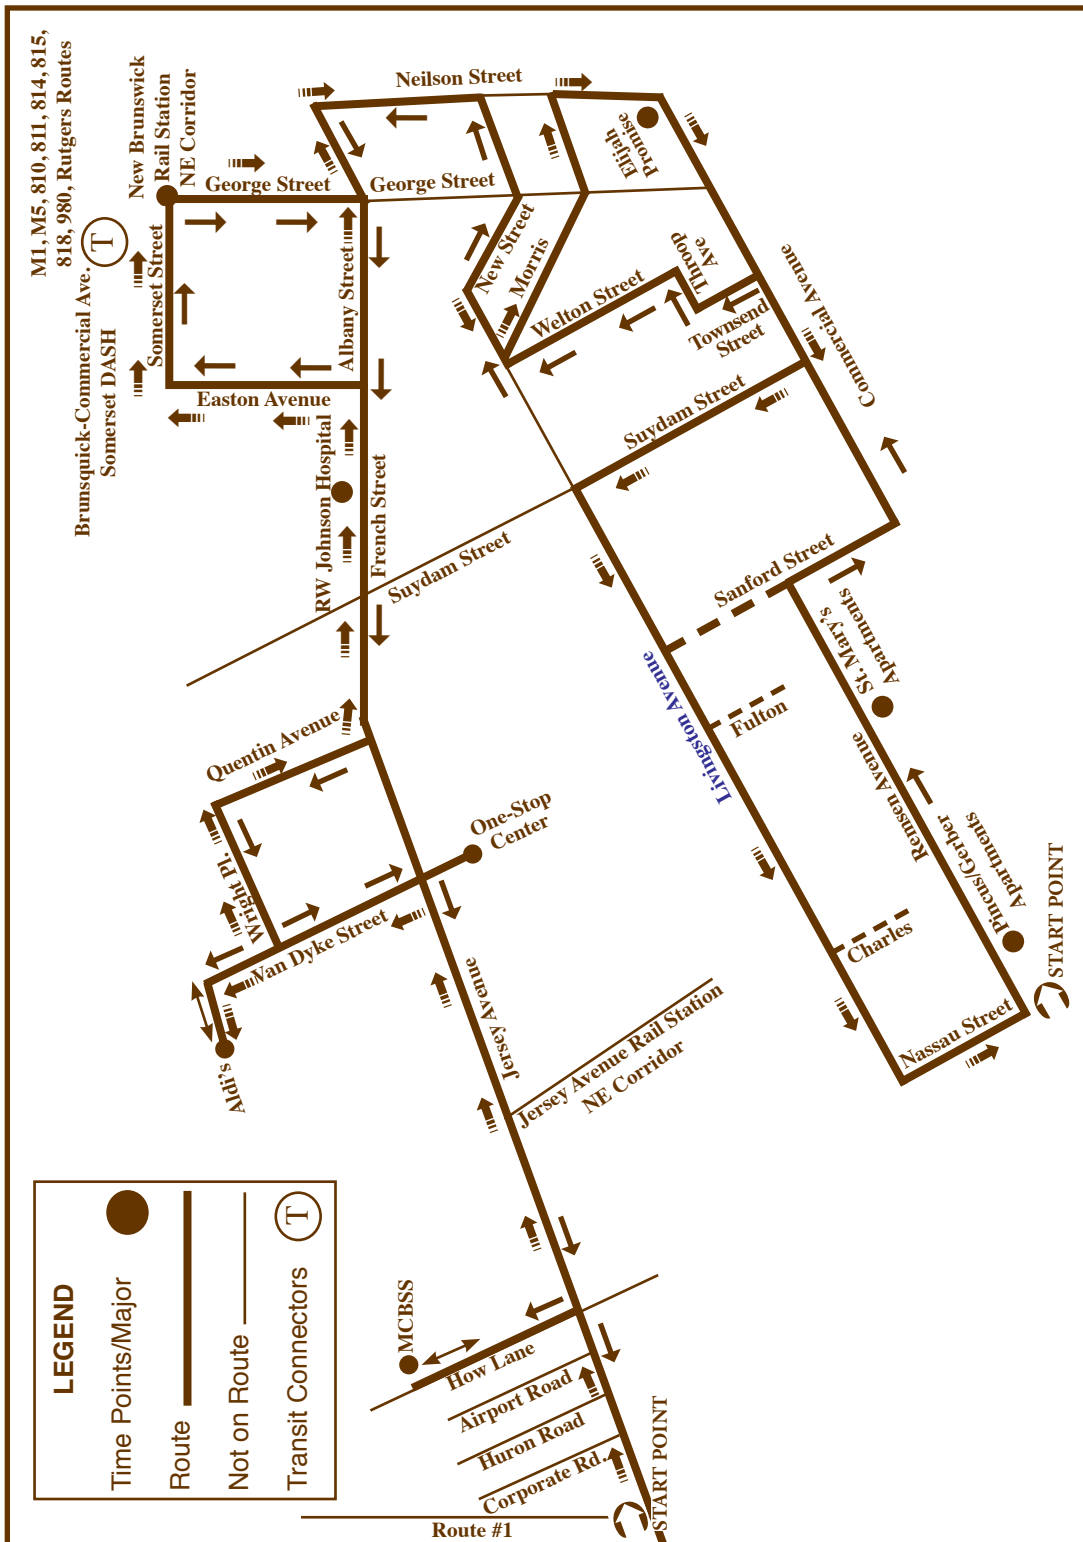 M1, M5, 810, 811, 814, 815,
818, 980, Rutgers Routes
New Brunswick
Rail Station
NE Corridor
T
Brunsquick-Commercial Ave.
Somerset DASH
Neilson Street
George Street
George Street
Somerset Street
Albany Street
Easton Avenue
Elijah
Promise
New Street
Morris
Throop
Ave
Welton Street
Townsend
Street
Commercial Avenue
Suydam Street
RW Johnson Hospital
French Street
Suydam Street
Sanford Street
St. Mary's
Apartments
Livingston Avenue
Fulton
Remsen Avenue
Quentin Avenue
One-Stop
Center
Wright Pl.
Van Dyke Street
Aldi's
Charles
Pincus/Gerber
Apartments
START POINT
Nassau Street
Jersey Avenue
Jersey Avenue Rail Station
NE Corridor
MCBSS
How Lane
Airport Road
Huron Road
Corporate Rd.
START POINT
Route #1
LEGEND
Time Points/Major
Route
Not on Route
Transit Connectors
T